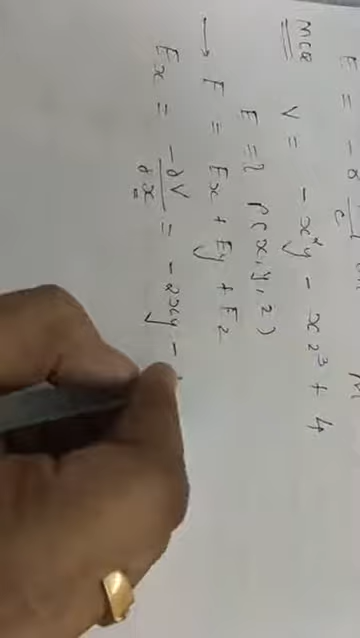 MCQ V = - x²y - xz³ + 4
E = ? P(x, y, z)
→ E = Ex + Ey + Ez
Ex = -∂V/∂x = - 2xy -